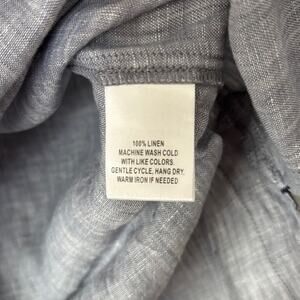 100% LINEN
MACHINE WASH COLD
WITH LIKE COLORS.
GENTLE CYCLE, HANG DRY.
WARM IRON IF NEEDED